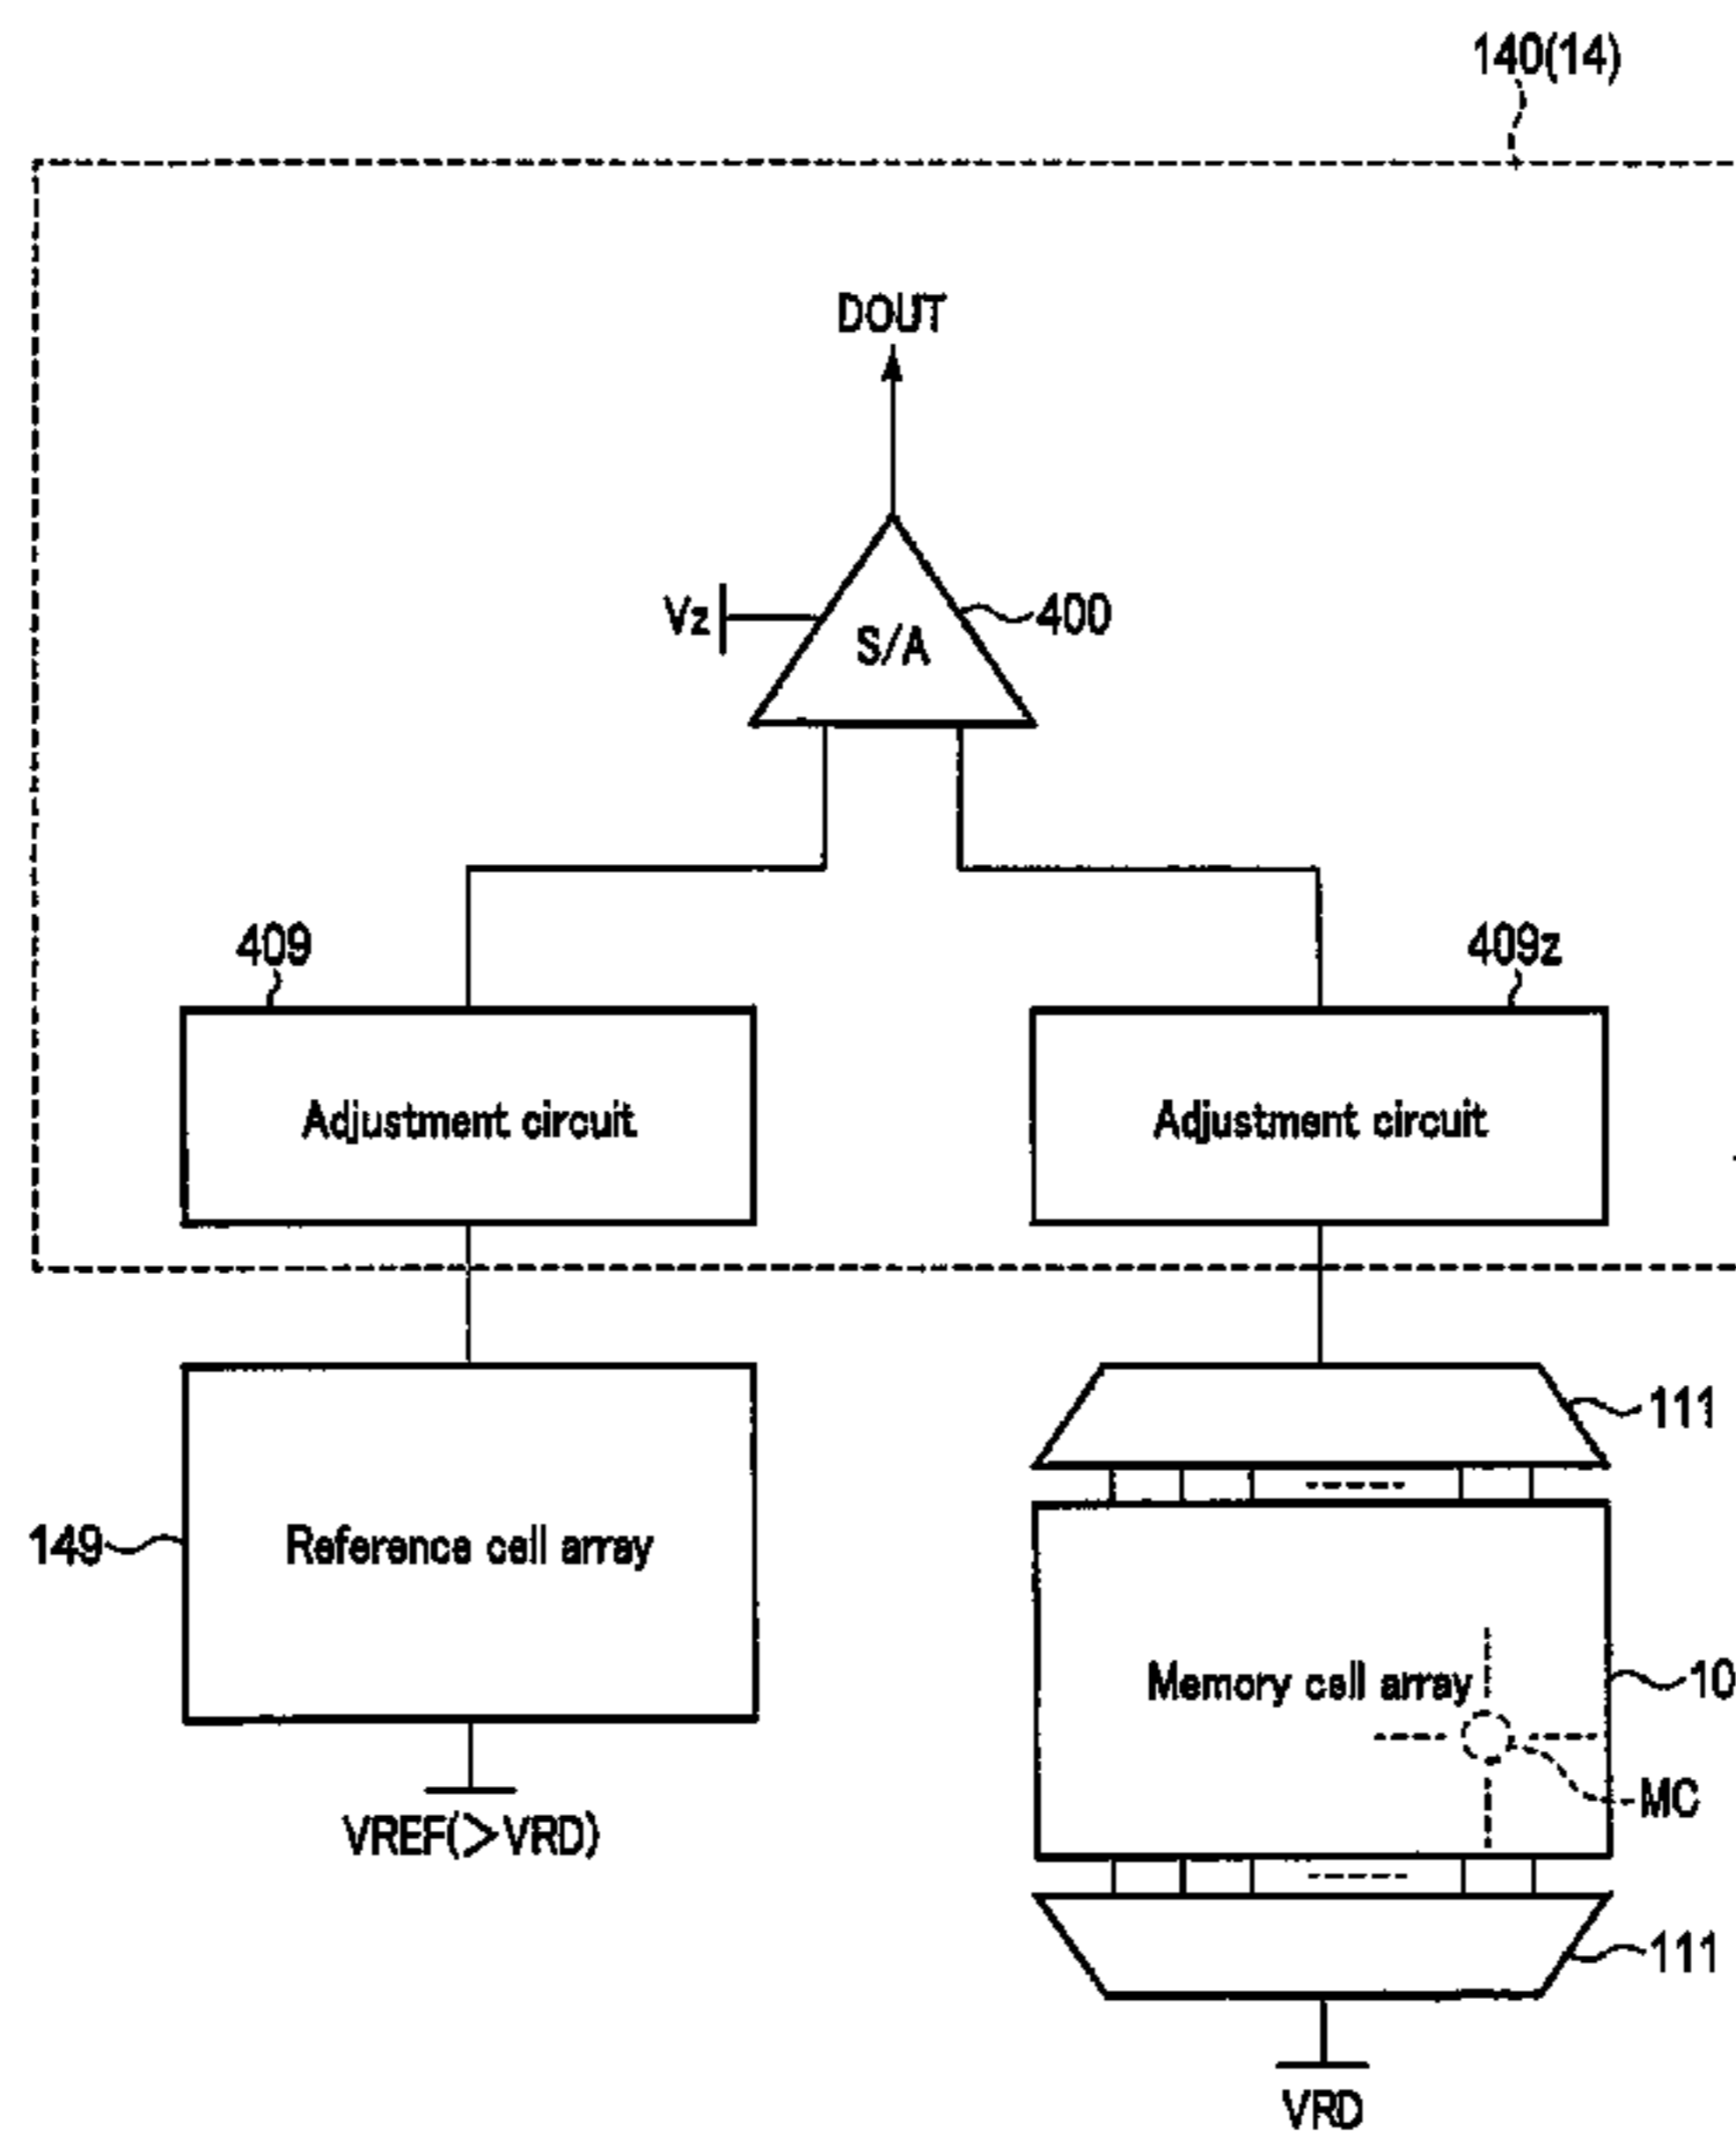 140(14)
DOUT
Vz
S/A
400
409
409z
Adjustment circuit
Adjustment circuit
111
149
Reference cell array
Memory cell array
10
MC
VREF(>VRD)
111
VRD